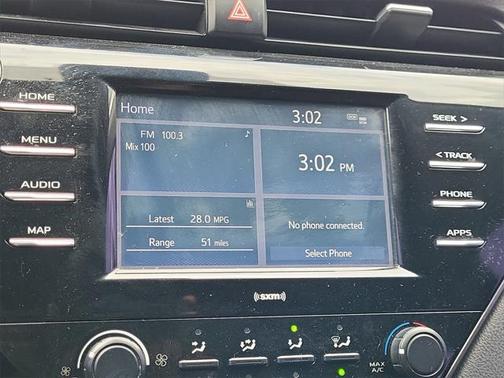 HOME
MENU
AUDIO
MAP
Home
3:02
FM 100.3
Mix 100
3:02 PM
Latest 28.0 MPG
Range 51 miles
No phone connected.
Select Phone
SEEK >
< TRACK
PHONE
APPS
((sxm))
MAX
A/C